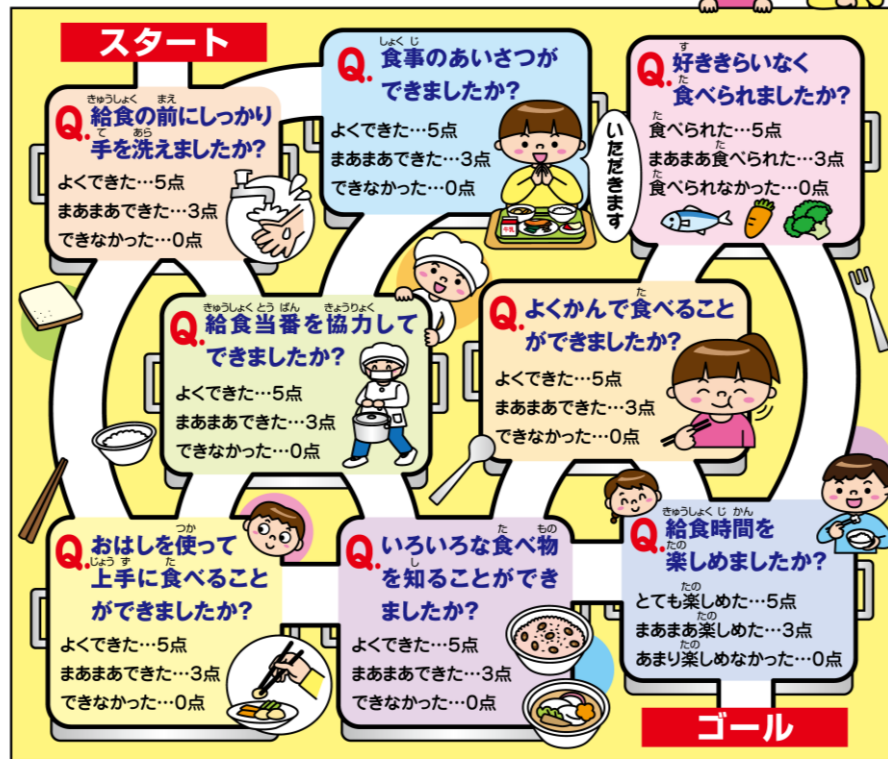 スタート
Q. 給食の前にしっかり
手を洗えましたか?
よくできた…5点
まあまあできた…3点
できなかった…0点
Q. 食事のあいさつが
できましたか?
よくできた…5点
まあまあできた…3点
できなかった…0点
いただきます
牛乳
Q. 好ききらいなく
食べられましたか?
食べられた…5点
まあまあ食べられた…3点
食べられなかった…0点
Q. 給食当番を協力して
できましたか?
よくできた…5点
まあまあできた…3点
できなかった…0点
Q. よくかんで食べること
ができましたか?
よくできた…5点
まあまあできた…3点
できなかった…0点
Q. おはしを使って
上手に食べること
ができましたか?
よくできた…5点
まあまあできた…3点
できなかった…0点
Q. いろいろな食べ物
を知ることができ
ましたか?
よくできた…5点
まあまあできた…3点
できなかった…0点
Q. 給食時間を
楽しめましたか?
とても楽しめた…5点
まあまあ楽しめた…3点
あまり楽しめなかった…0点
ゴール